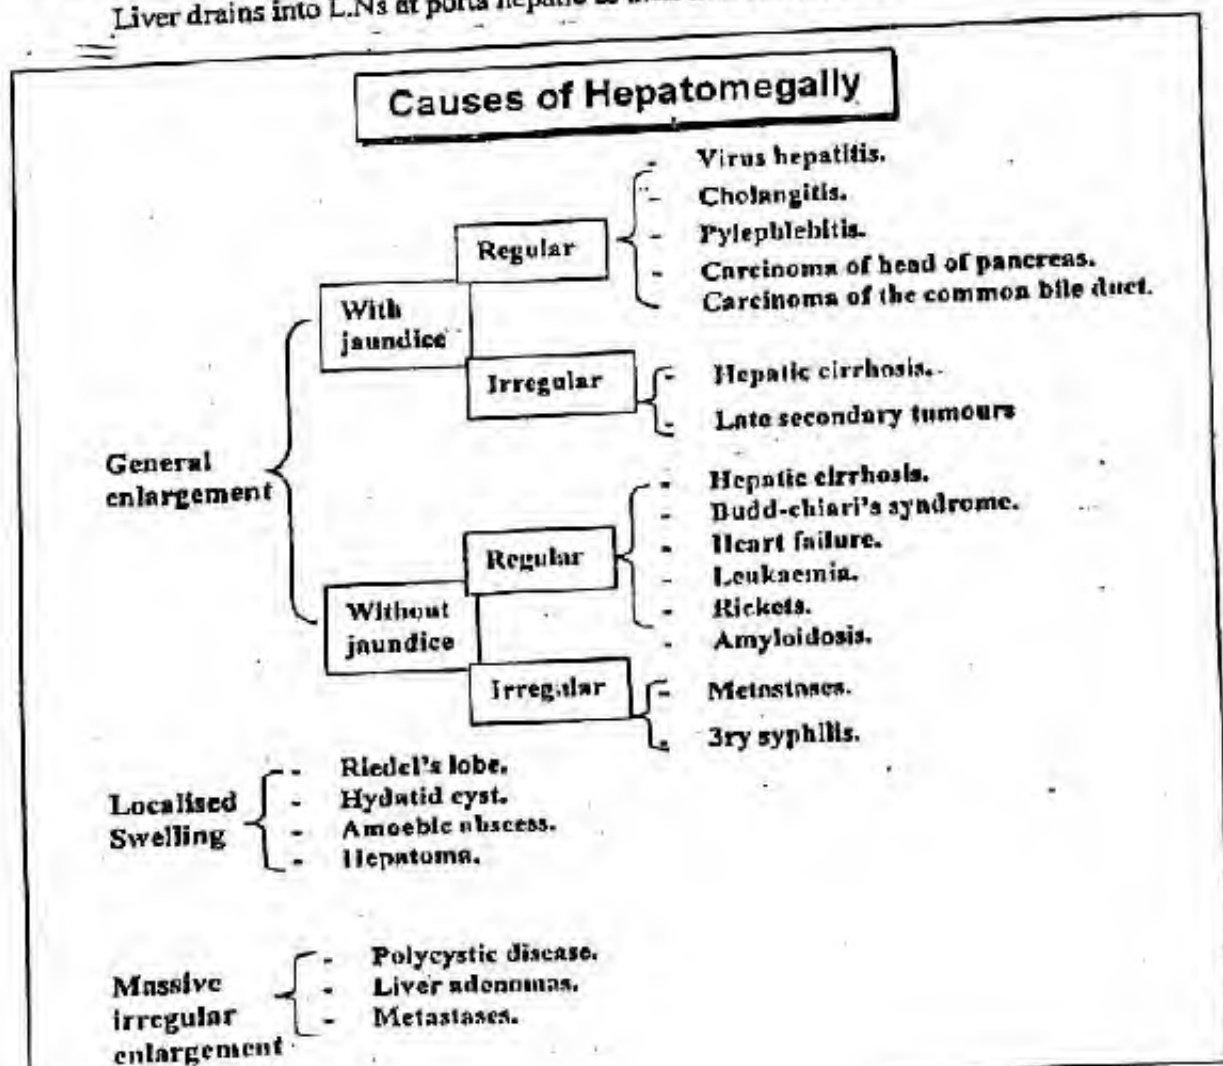 Liver drains into L.Ns at porta hepatic
Causes of Hepatomegally
General
enlargement
With
jaundice
Regular
- Virus hepatitis.
- Cholangitis.
- Pylephlebitis.
- Carcinoma of head of pancreas.
Carcinoma of the common bile duct.
Irregular
- Hepatic cirrhosis.
- Late secondary tumours
Without
jaundice
Regular
- Hepatic cirrhosis.
- Budd-chiari's syndrome.
- Heart failure.
- Leukaemia.
- Rickets.
- Amyloidosis.
Irregular
- Metastases.
- 3ry syphilis.
Localised
Swelling
- Riedel's lobe.
- Hydatid cyst.
- Amoebic abscess.
- Hepatoma.
Massive
irregular
enlargement
- Polycystic disease.
- Liver adenomas.
- Metastases.